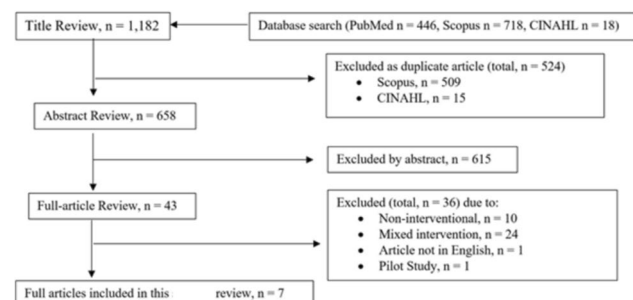 Title Review, n = 1,182
Database search (PubMed n = 446, Scopus n = 718, CINAHL n = 18)
Excluded as duplicate article (total, n = 524)
• Scopus, n = 509
• CINAHL, n = 15
Abstract Review, n = 658
Excluded by abstract, n = 615
Full-article Review, n = 43
Excluded (total, n = 36) due to:
• Non-interventional, n = 10
• Mixed intervention, n = 24
• Article not in English, n = 1
• Pilot Study, n = 1
Full articles included in this review, n = 7